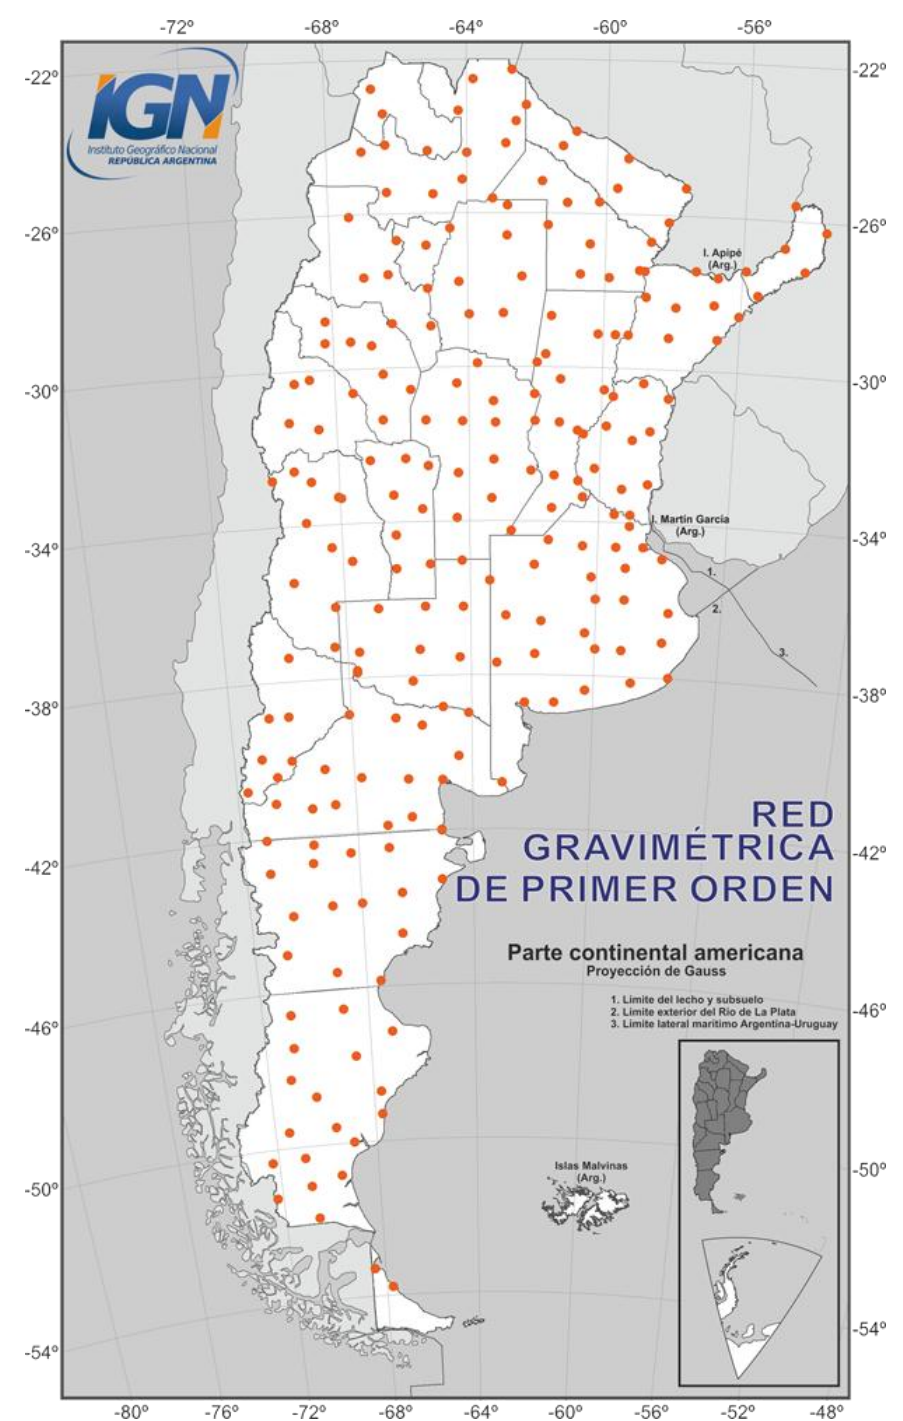 -72º -68º -64º -60º -56º
-22º -22º
IGN
Instituto Geográfico Nacional
REPÚBLICA ARGENTINA
-26º -26º
I. Apipé
(Arg.)
-30º -30º
I. Martín García
(Arg.)
-34º -34º
1.
2.
3.
-38º -38º
RED
GRAVIMÉTRICA
DE PRIMER ORDEN
-42º -42º
Parte continental americana
Proyección de Gauss
1. Limite del lecho y subsuelo
2. Limite exterior del Río de La Plata
3. Limite lateral marítimo Argentina-Uruguay
-46º -46º
Islas Malvinas
(Arg.)
-50º -50º
-54º -54º
-80º -76º -72º -68º -64º -60º -56º -52º -48º